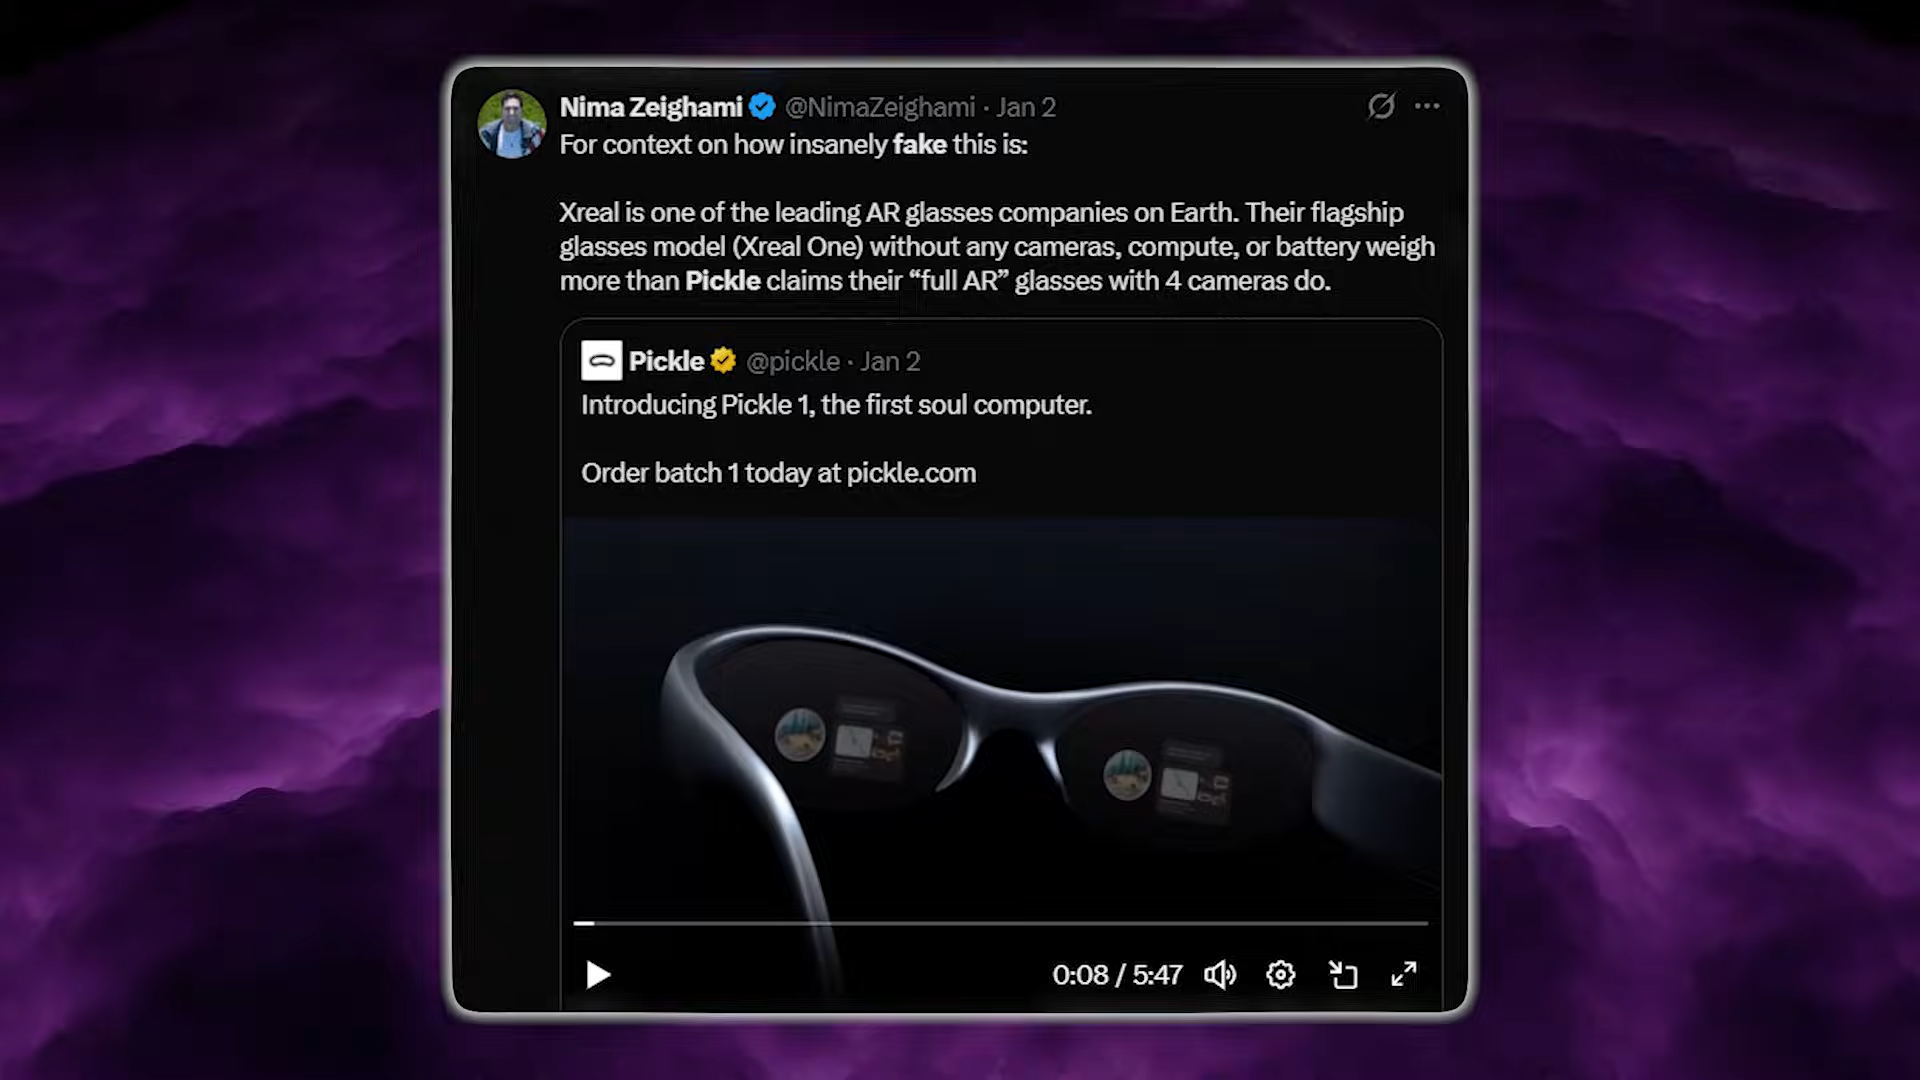 Nima Zeighami @NimaZeighami · Jan 2
For context on how insanely fake this is:
Xreal is one of the leading AR glasses companies on Earth. Their flagship
glasses model (Xreal One) without any cameras, compute, or battery weigh
more than Pickle claims their “full AR” glasses with 4 cameras do.
Pickle @pickle · Jan 2
Introducing Pickle 1, the first soul computer.
Order batch 1 today at pickle.com
0:08 / 5:47